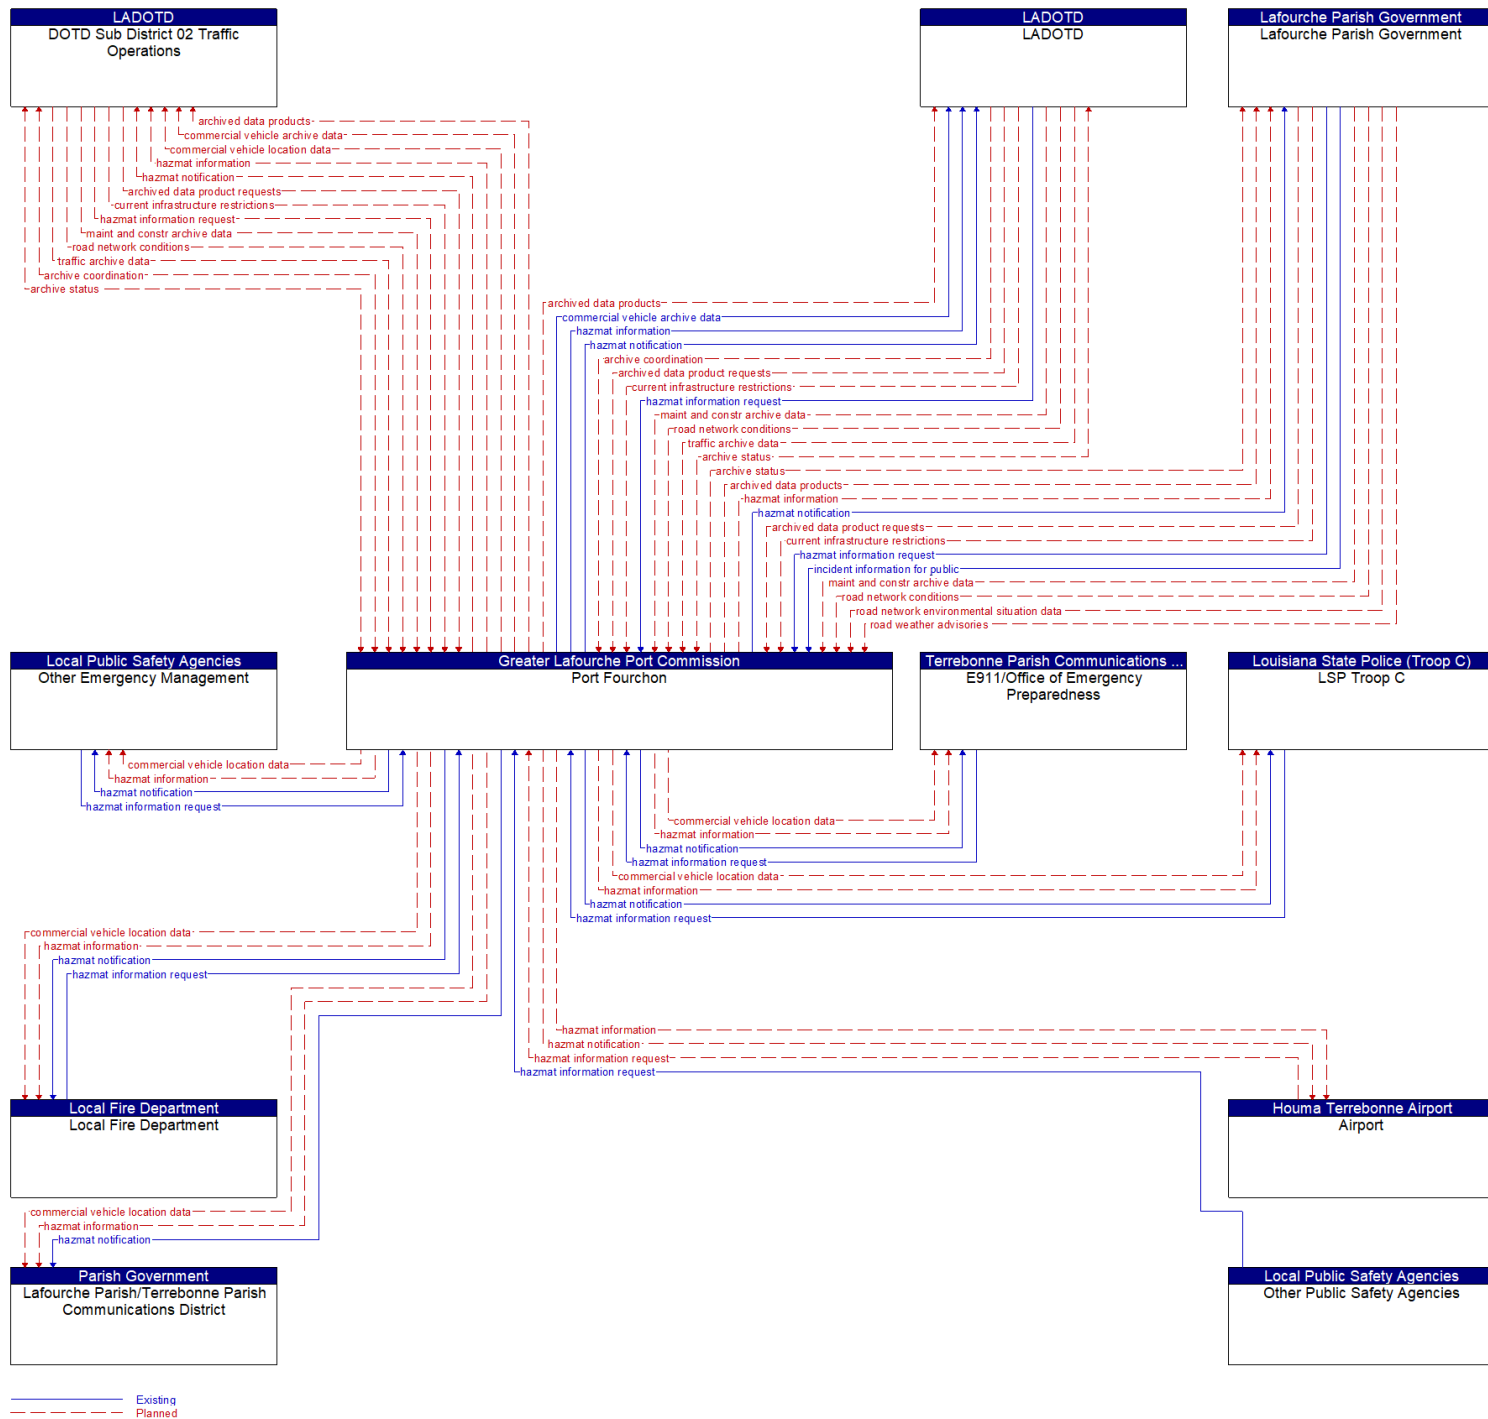 LADOTD
DOTD Sub District 02 Traffic
Operations
LADOTD
LADOTD
Lafourche Parish Government
Lafourche Parish Government
archived data products
commercial vehicle archive data
commercial vehicle location data
hazmat information
hazmat notification
archived data product requests
current infrastructure restrictions
hazmat information request
maint and constr archive data
road network conditions
traffic archive data
archive coordination
archive status
archived data products
commercial vehicle archive data
hazmat information
hazmat notification
archive coordination
archived data product requests
current infrastructure restrictions
hazmat information request
maint and constr archive data
road network conditions
traffic archive data
archive status
archive status
archived data products
hazmat information
hazmat notification
archived data product requests
current infrastructure restrictions
hazmat information request
incident information for public
maint and constr archive data
road network conditions
road network environmental situation data
road weather advisories
Local Public Safety Agencies
Other Emergency Management
Greater Lafourche Port Commission
Port Fourchon
Terrebonne Parish Communications ...
E911/Office of Emergency
Preparedness
Louisiana State Police (Troop C)
LSP Troop C
commercial vehicle location data
hazmat information
hazmat notification
hazmat information request
commercial vehicle location data
hazmat information
hazmat notification
hazmat information request
commercial vehicle location data
hazmat information
hazmat notification
hazmat information request
commercial vehicle location data
hazmat information
hazmat notification
hazmat information request
hazmat information
hazmat notification
hazmat information request
hazmat information request
Local Fire Department
Local Fire Department
Houma Terrebonne Airport
Airport
commercial vehicle location data
hazmat information
hazmat notification
Parish Government
Lafourche Parish/Terrebonne Parish
Communications District
Local Public Safety Agencies
Other Public Safety Agencies
Existing
Planned